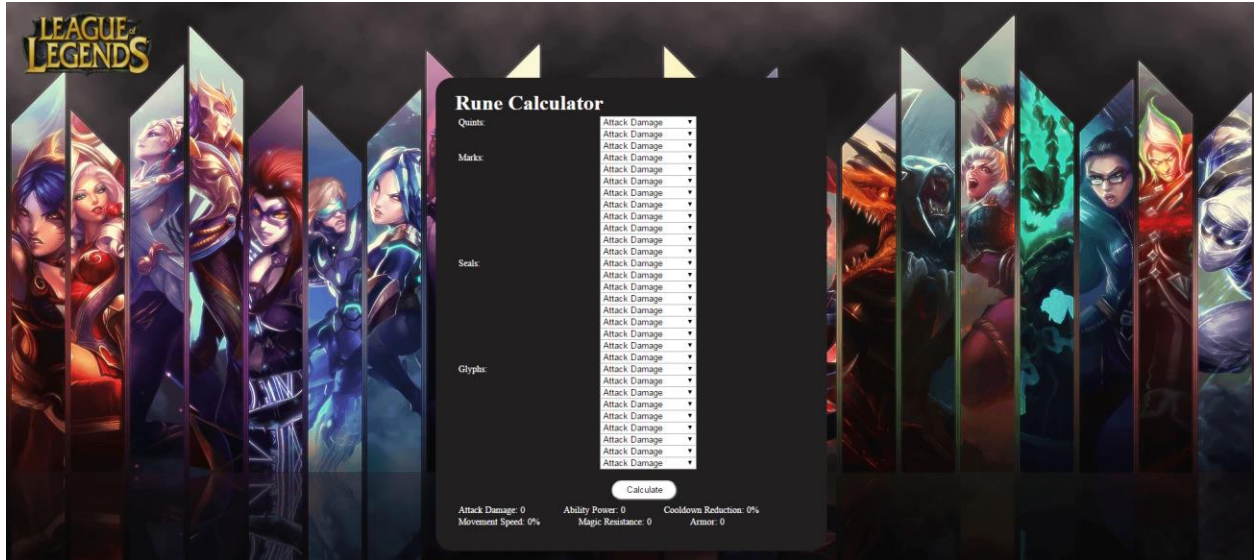 LEAGUE of
LEGENDS
Rune Calculator
Quints: Attack Damage
Attack Damage
Attack Damage
Marks: Attack Damage
Attack Damage
Attack Damage
Attack Damage
Attack Damage
Attack Damage
Attack Damage
Attack Damage
Attack Damage
Seals: Attack Damage
Attack Damage
Attack Damage
Attack Damage
Attack Damage
Attack Damage
Attack Damage
Attack Damage
Attack Damage
Glyphs: Attack Damage
Attack Damage
Attack Damage
Attack Damage
Attack Damage
Attack Damage
Attack Damage
Attack Damage
Attack Damage
Calculate
Attack Damage: 0 Ability Power: 0 Cooldown Reduction: 0%
Movement Speed: 0% Magic Resistance: 0 Armor: 0